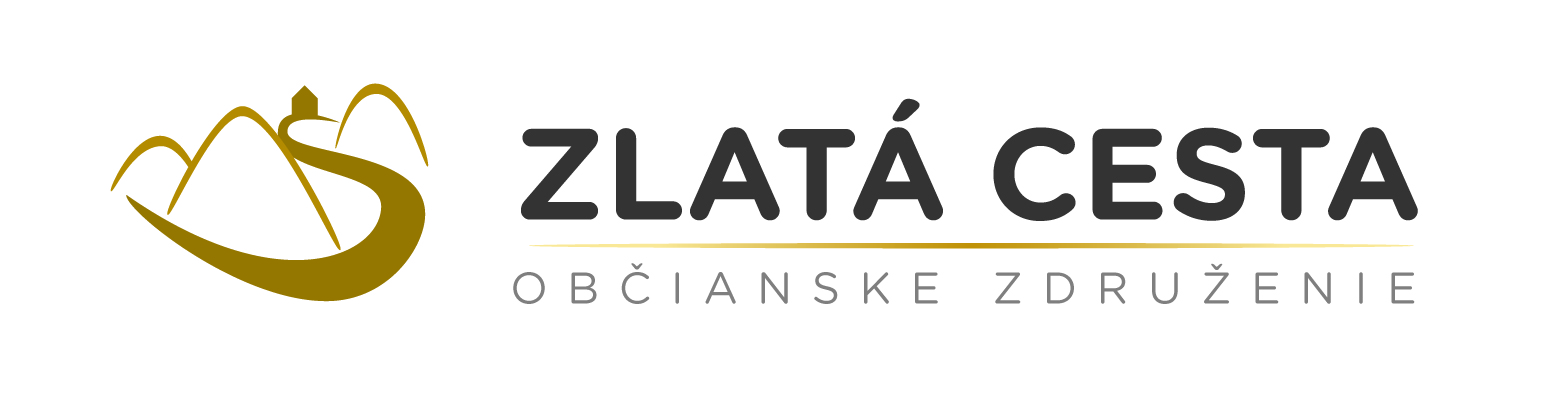 ZLATÁ CESTA
OBČIANSKE ZDRUŽENIE